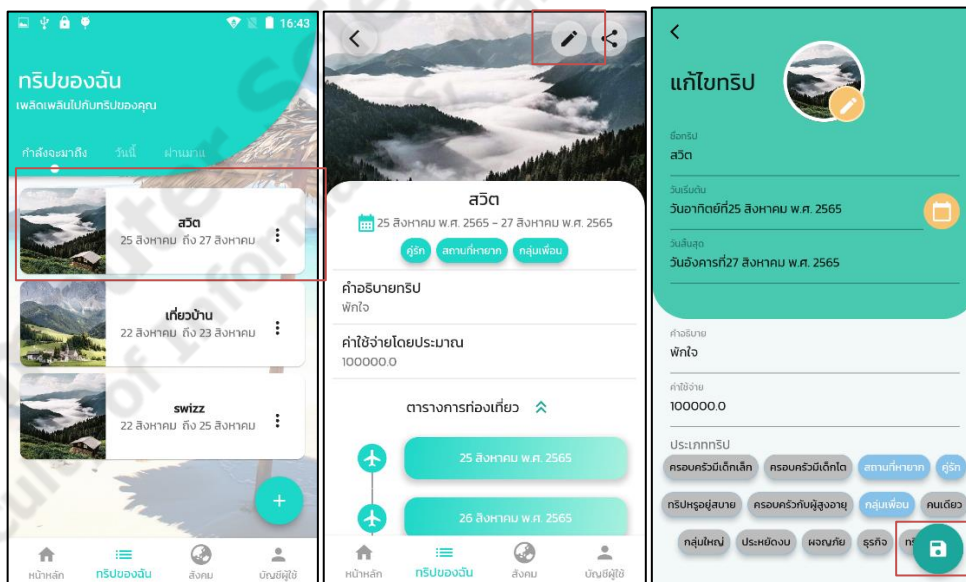 16:43
ทริปของฉัน
เพลิดเพลินไปกับทริปของคุณ
กำลังจะมาถึง วันนี้ ผ่านมาแล้ว
สวิต
25 สิงหาคม ถึง 27 สิงหาคม
เที่ยวบ้าน
22 สิงหาคม ถึง 23 สิงหาคม
swizz
22 สิงหาคม ถึง 25 สิงหาคม
หน้าหลัก ทริปของฉัน สังคม บัญชีผู้ใช้
สวิต
25 สิงหาคม พ.ศ. 2565 - 27 สิงหาคม พ.ศ. 2565
คู่รัก สถานที่หายาก กลุ่มเพื่อน
คำอธิบายทริป
พักใจ
ค่าใช้จ่ายโดยประมาณ
100000.0
ตารางการท่องเที่ยว
25 สิงหาคม พ.ศ. 2565
26 สิงหาคม พ.ศ. 2565
หน้าหลัก ทริปของฉัน สังคม บัญชีผู้ใช้
แก้ไขทริป
ชื่อทริป
สวิต
วันเริ่มต้น
วันอาทิตย์ที่25 สิงหาคม พ.ศ. 2565
วันสิ้นสุด
วันอังคารที่27 สิงหาคม พ.ศ. 2565
คำอธิบาย
พักใจ
ค่าใช้จ่าย
100000.0
ประเภททริป
ครอบครัวมีเด็กเล็ก ครอบครัวมีเด็กโต สถานที่หายาก คู่รัก
ทริปหรูอยู่สบาย ครอบครัวกับผู้สูงอายุ กลุ่มเพื่อน คนเดียว
กลุ่มใหญ่ ประหยัดงบ ผจญภัย ธุรกิจ